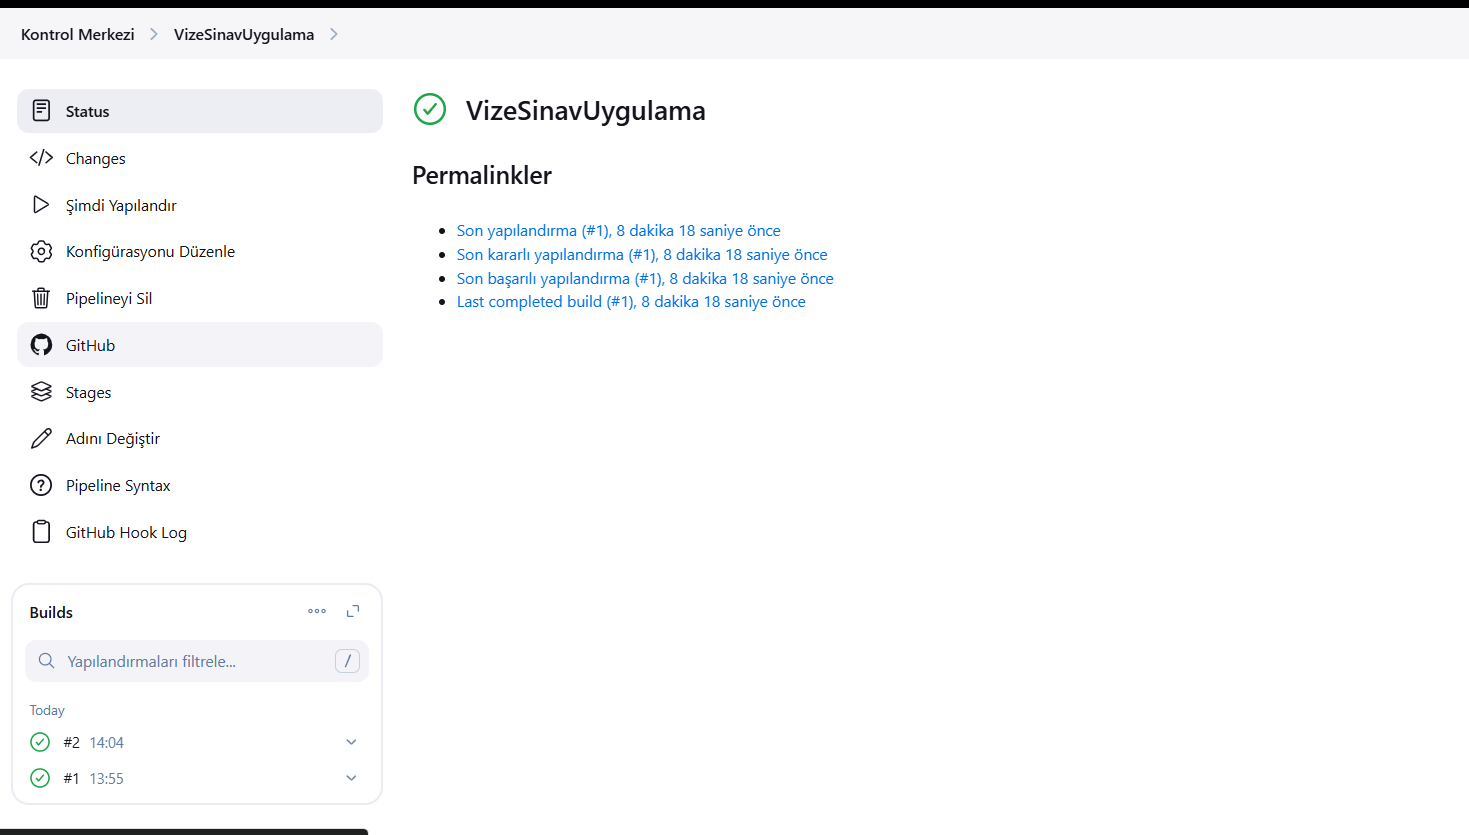 Kontrol Merkezi
VizeSinavUygulama
Status
Changes
Şimdi Yapılandır
Konfigürasyonu Düzenle
Pipelineyi Sil
GitHub
Stages
Adını Değiştir
Pipeline Syntax
GitHub Hook Log
Builds
Yapılandırmaları filtrele...
/
Today
#2 14:04
#1 13:55
VizeSinavUygulama
Permalinkler
Son yapılandırma (#1), 8 dakika 18 saniye önce
Son kararlı yapılandırma (#1), 8 dakika 18 saniye önce
Son başarılı yapılandırma (#1), 8 dakika 18 saniye önce
Last completed build (#1), 8 dakika 18 saniye önce